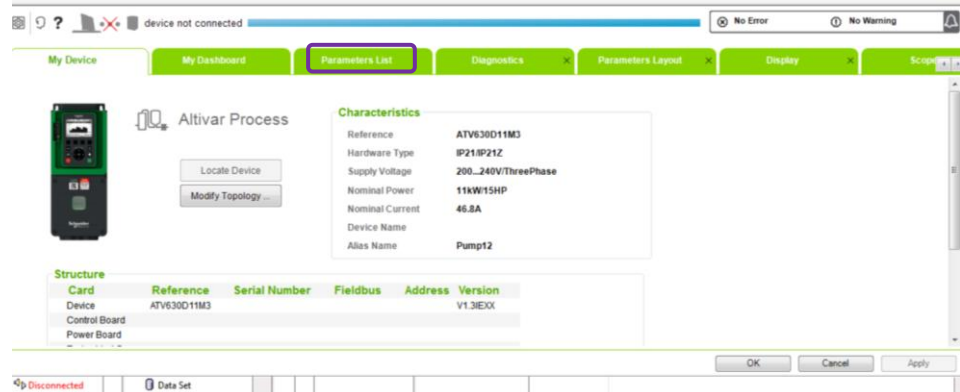 ? device not connected No Error No Warning
My Device My Dashboard Parameters List Diagnostics × Parameters Layout × Display × Scope
Altivar Process
Locate Device
Modify Topology ...
Characteristics
Reference ATV630D11M3
Hardware Type IP21/IP21Z
Supply Voltage 200...240V/ThreePhase
Nominal Power 11kW/15HP
Nominal Current 46.8A
Device Name
Alias Name Pump12
Structure
Card Reference Serial Number Fieldbus Address Version
Device ATV630D11M3 V1.3IEXX
Control Board
Power Board
OK Cancel Apply
Disconnected Data Set